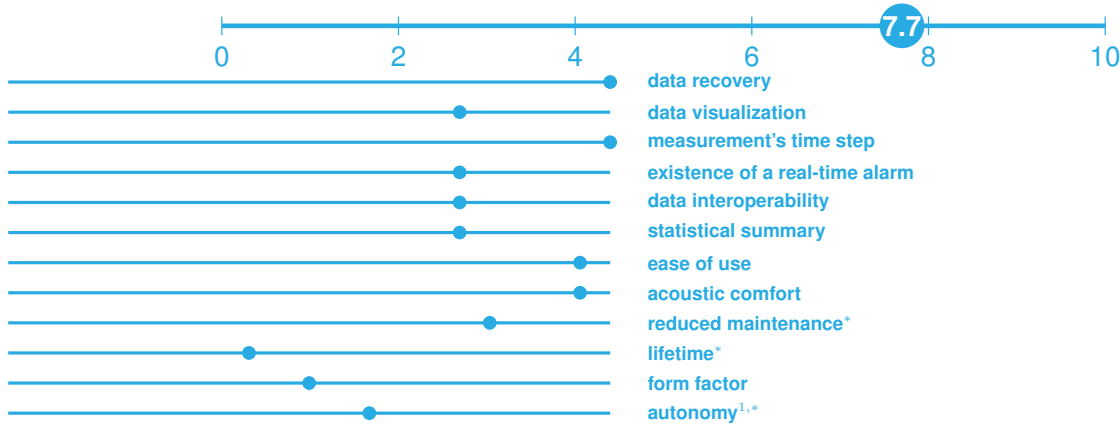 7.7
0 2 4 6 8 10
data recovery
data visualization
measurement's time step
existence of a real-time alarm
data interoperability
statistical summary
ease of use
acoustic comfort
reduced maintenance*
lifetime*
form factor
autonomy¹,*